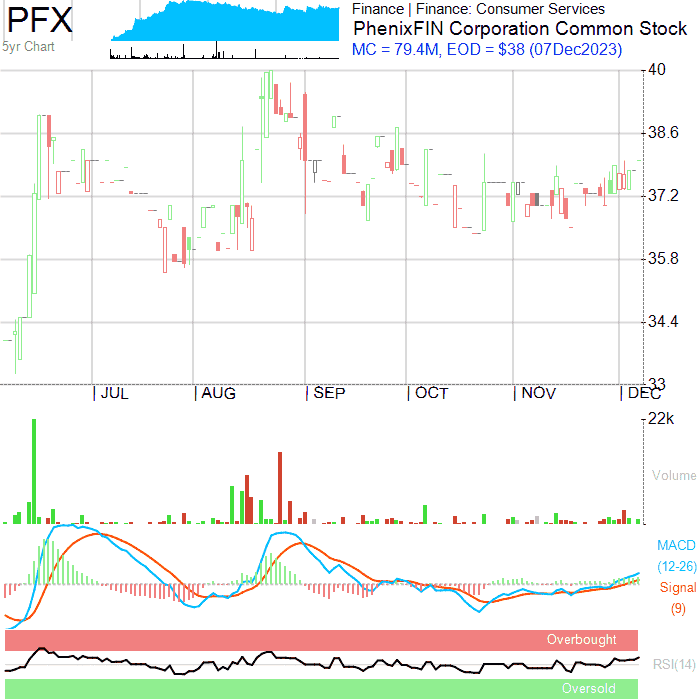 PFX
5yr Chart
Finance | Finance: Consumer Services
PhenixFIN Corporation Common Stock
MC = 79.4M, EOD = $38 (07Dec2023)
40
38.6
37.2
35.8
34.4
33
| JUL
| AUG
| SEP
| OCT
| NOV
| DEC
22k
Volume
MACD
(12-26)
Signal
(9)
Overbought
RSI(14)
Oversold